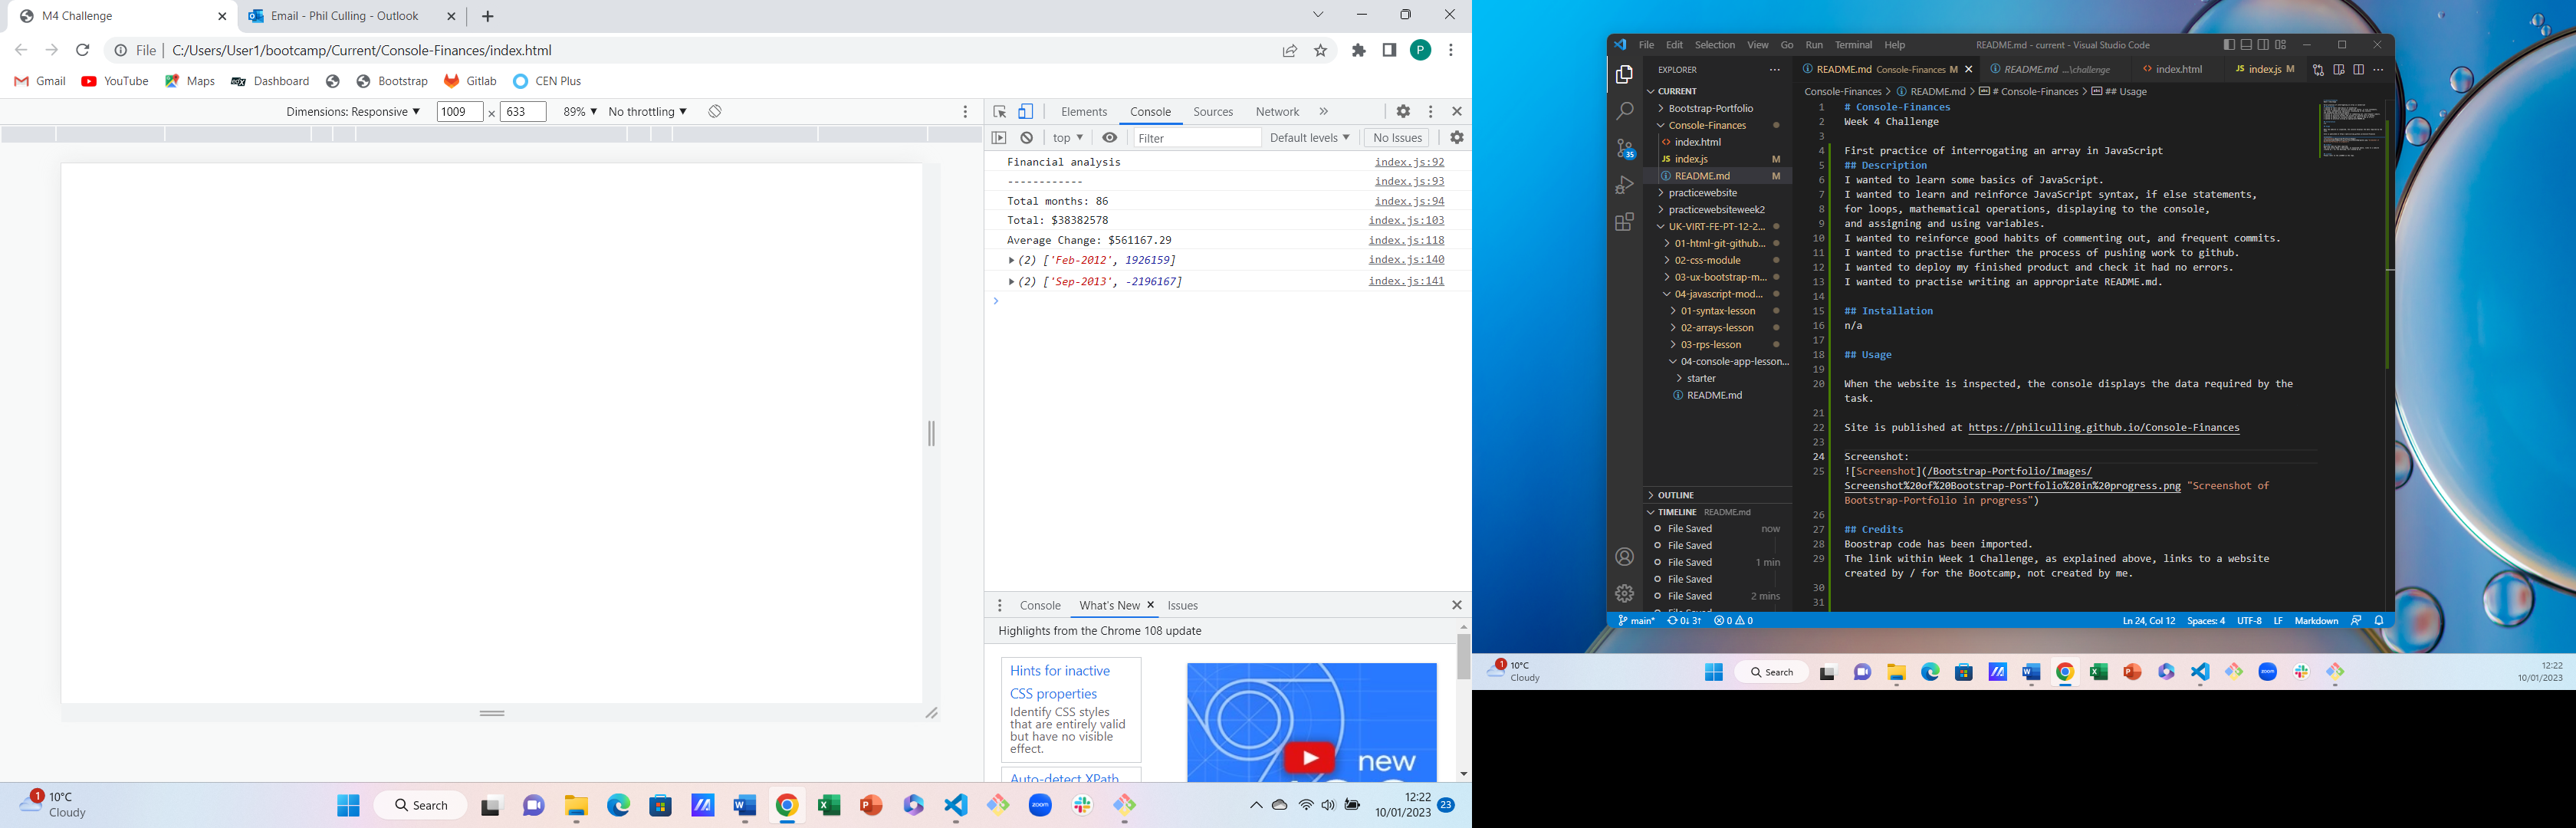 M4 Challenge
Email - Phil Culling - Outlook
File
C:/Users/User1/bootcamp/Current/Console-Finances/index.html
P
Gmail
YouTube
Maps
Dashboard
Bootstrap
Gitlab
CEN Plus
Dimensions: Responsive
1009 × 633
89%
No throttling
Elements
Console
Sources
Network
top
Filter
Default levels
No Issues
Financial analysis index.js:92
------------ index.js:93
Total months: 86 index.js:94
Total: $38382578 index.js:103
Average Change: $561167.29 index.js:118
(2) ['Feb-2012', 1926159] index.js:140
(2) ['Sep-2013', -2196167] index.js:141
Console
What's New
Issues
Highlights from the Chrome 108 update
Hints for inactive
CSS properties
Identify CSS styles
that are entirely valid
but have no visible
effect.
Auto-detect XPath
new
1
10°C
Cloudy
Search
zoom
12:22
10/01/2023
23
File Edit Selection View Go Run Terminal Help
README.md - current - Visual Studio Code
EXPLORER
CURRENT
Bootstrap-Portfolio
Console-Finances
index.html
JS index.js M
README.md M
practicewebsite
practicewebsiteweek2
UK-VIRT-FE-PT-12-2...
01-html-git-github...
02-css-module
03-ux-bootstrap-m...
04-javascript-mod...
01-syntax-lesson
02-arrays-lesson
03-rps-lesson
04-console-app-lesson...
starter
README.md
35
OUTLINE
TIMELINE README.md
File Saved now
File Saved
File Saved 1 min
File Saved
File Saved 2 mins
README.md Console-Finances M
README.md ...\challenge
index.html
JS index.js M
Console-Finances > README.md > # Console-Finances > ## Usage
1 # Console-Finances
2 Week 4 Challenge
3
4 First practice of interrogating an array in JavaScript
5 ## Description
6 I wanted to learn some basics of JavaScript.
7 I wanted to learn and reinforce JavaScript syntax, if else statements,
8 for loops, mathematical operations, displaying to the console,
9 and assigning and using variables.
10 I wanted to reinforce good habits of commenting out, and frequent commits.
11 I wanted to practise further the process of pushing work to github.
12 I wanted to deploy my finished product and check it had no errors.
13 I wanted to practise writing an appropriate README.md.
14
15 ## Installation
16 n/a
17
18 ## Usage
19
20 When the website is inspected, the console displays the data required by the
task.
21
22 Site is published at https://philculling.github.io/Console-Finances
23
24 Screenshot:
25 ![Screenshot](/Bootstrap-Portfolio/Images/
Screenshot%20of%20Bootstrap-Portfolio%20in%20progress.png "Screenshot of
Bootstrap-Portfolio in progress")
26
27 ## Credits
28 Boostrap code has been imported.
29 The link within Week 1 Challenge, as explained above, links to a website
created by / for the Bootcamp, not created by me.
30
31
main*
0↓ 3↑
0 0
Ln 24, Col 12
Spaces: 4
UTF-8
LF
Markdown
1
10°C
Cloudy
Search
zoom
12:22
10/01/2023